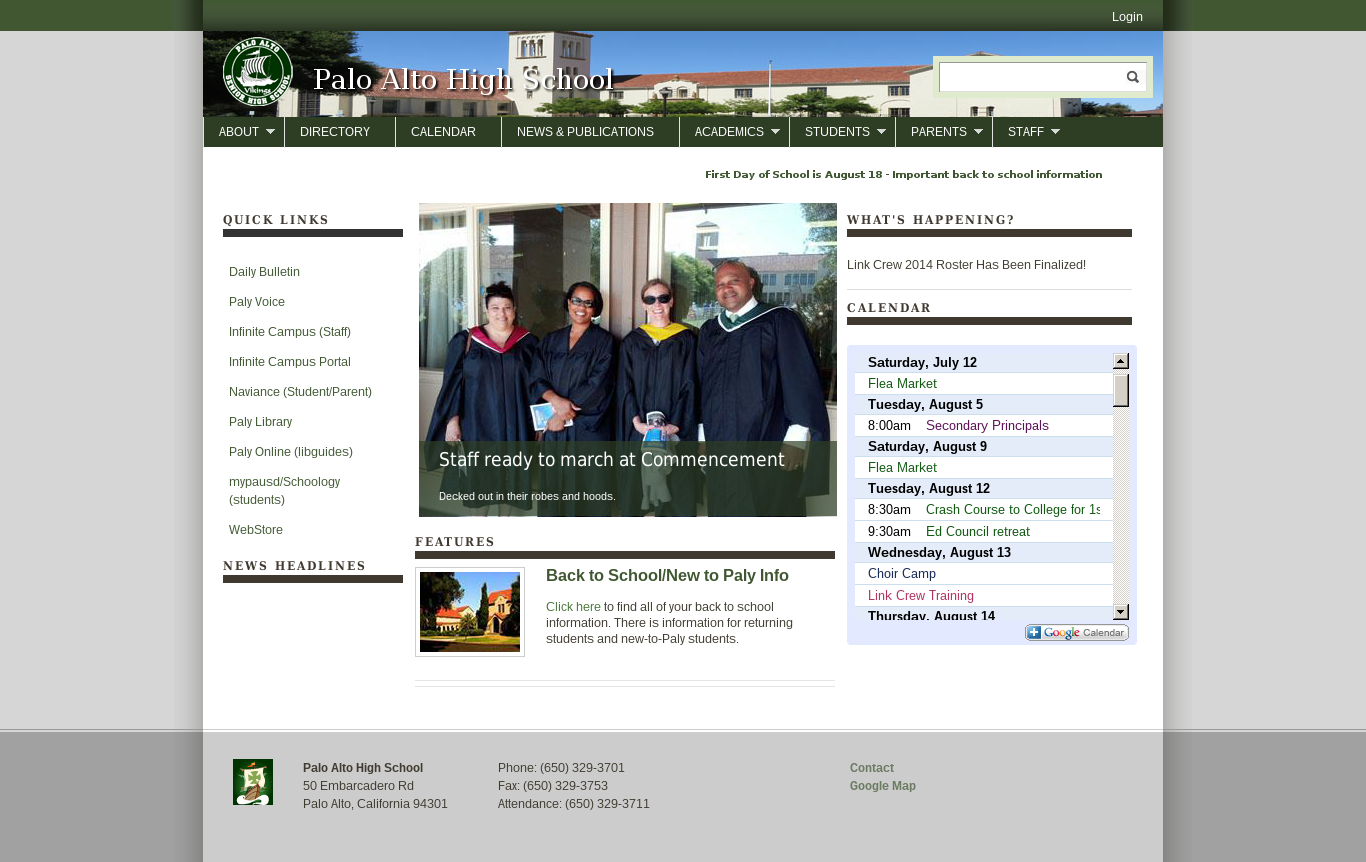 Login
PALO ALTO
Vikings
SENIOR HIGH SCHOOL
Palo Alto High School
ABOUT
DIRECTORY
CALENDAR
NEWS & PUBLICATIONS
ACADEMICS
STUDENTS
PARENTS
STAFF
First Day of School is August 18 - Important back to school information
QUICK LINKS
Daily Bulletin
Paly Voice
Infinite Campus (Staff)
Infinite Campus Portal
Naviance (Student/Parent)
Paly Library
Paly Online (libguides)
mypausd/Schoology
(students)
WebStore
NEWS HEADLINES
Staff ready to march at Commencement
Decked out in their robes and hoods.
FEATURES
Back to School/New to Paly Info
Click here to find all of your back to school
information. There is information for returning
students and new-to-Paly students.
WHAT'S HAPPENING?
Link Crew 2014 Roster Has Been Finalized!
CALENDAR
Saturday, July 12
Flea Market
Tuesday, August 5
8:00am Secondary Principals
Saturday, August 9
Flea Market
Tuesday, August 12
8:30am Crash Course to College for 1s
9:30am Ed Council retreat
Wednesday, August 13
Choir Camp
Link Crew Training
Thursday, August 14
Google Calendar
Palo Alto High School
50 Embarcadero Rd
Palo Alto, California 94301
Phone: (650) 329-3701
Fax: (650) 329-3753
Attendance: (650) 329-3711
Contact
Google Map